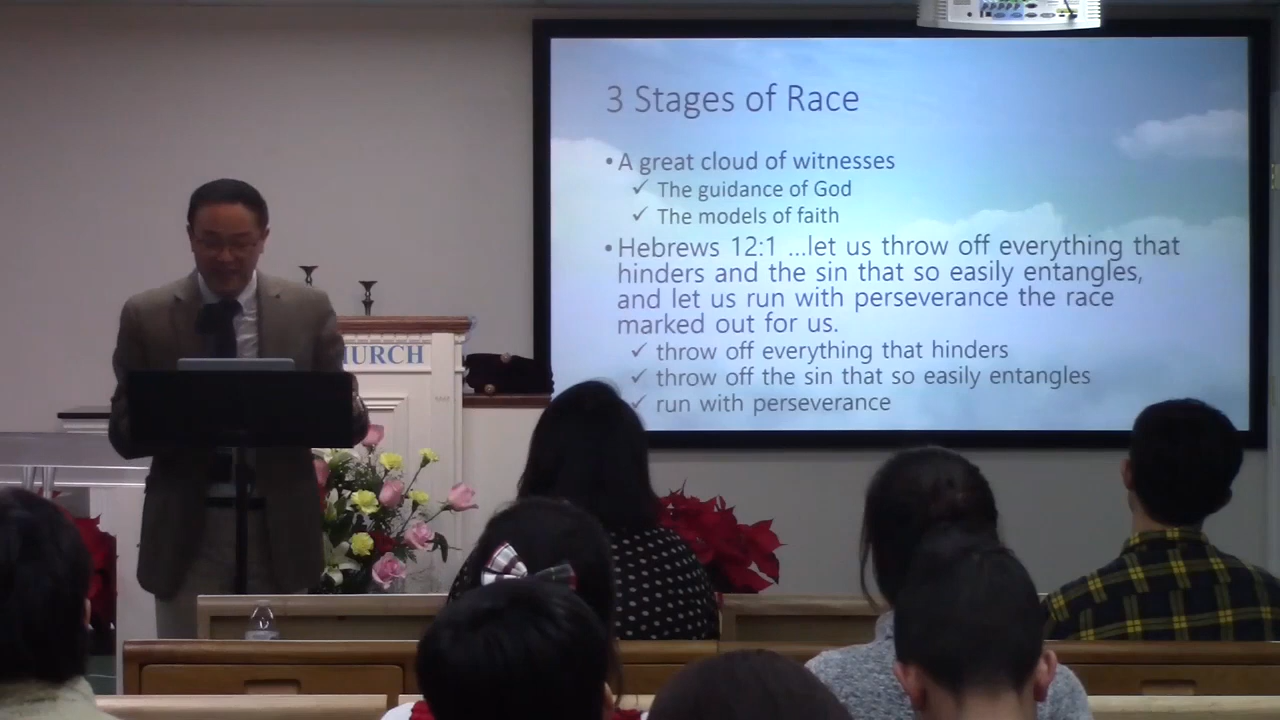 3 Stages of Race
• A great cloud of witnesses
✓ The guidance of God
✓ The models of faith
• Hebrews 12:1 ...let us throw off everything that
hinders and the sin that so easily entangles,
and let us run with perseverance the race
marked out for us.
✓ throw off everything that hinders
✓ throw off the sin that so easily entangles
✓ run with perseverance
HURCH